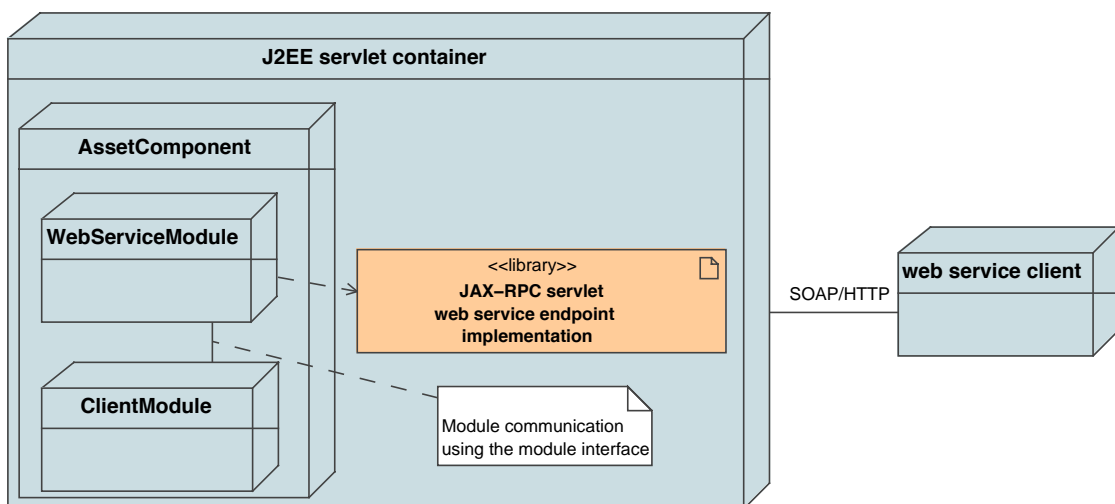 J2EE servlet container
AssetComponent
WebServiceModule
<<library>>
JAX–RPC servlet
web service endpoint
implementation
web service client
SOAP/HTTP
ClientModule
Module communication
using the module interface